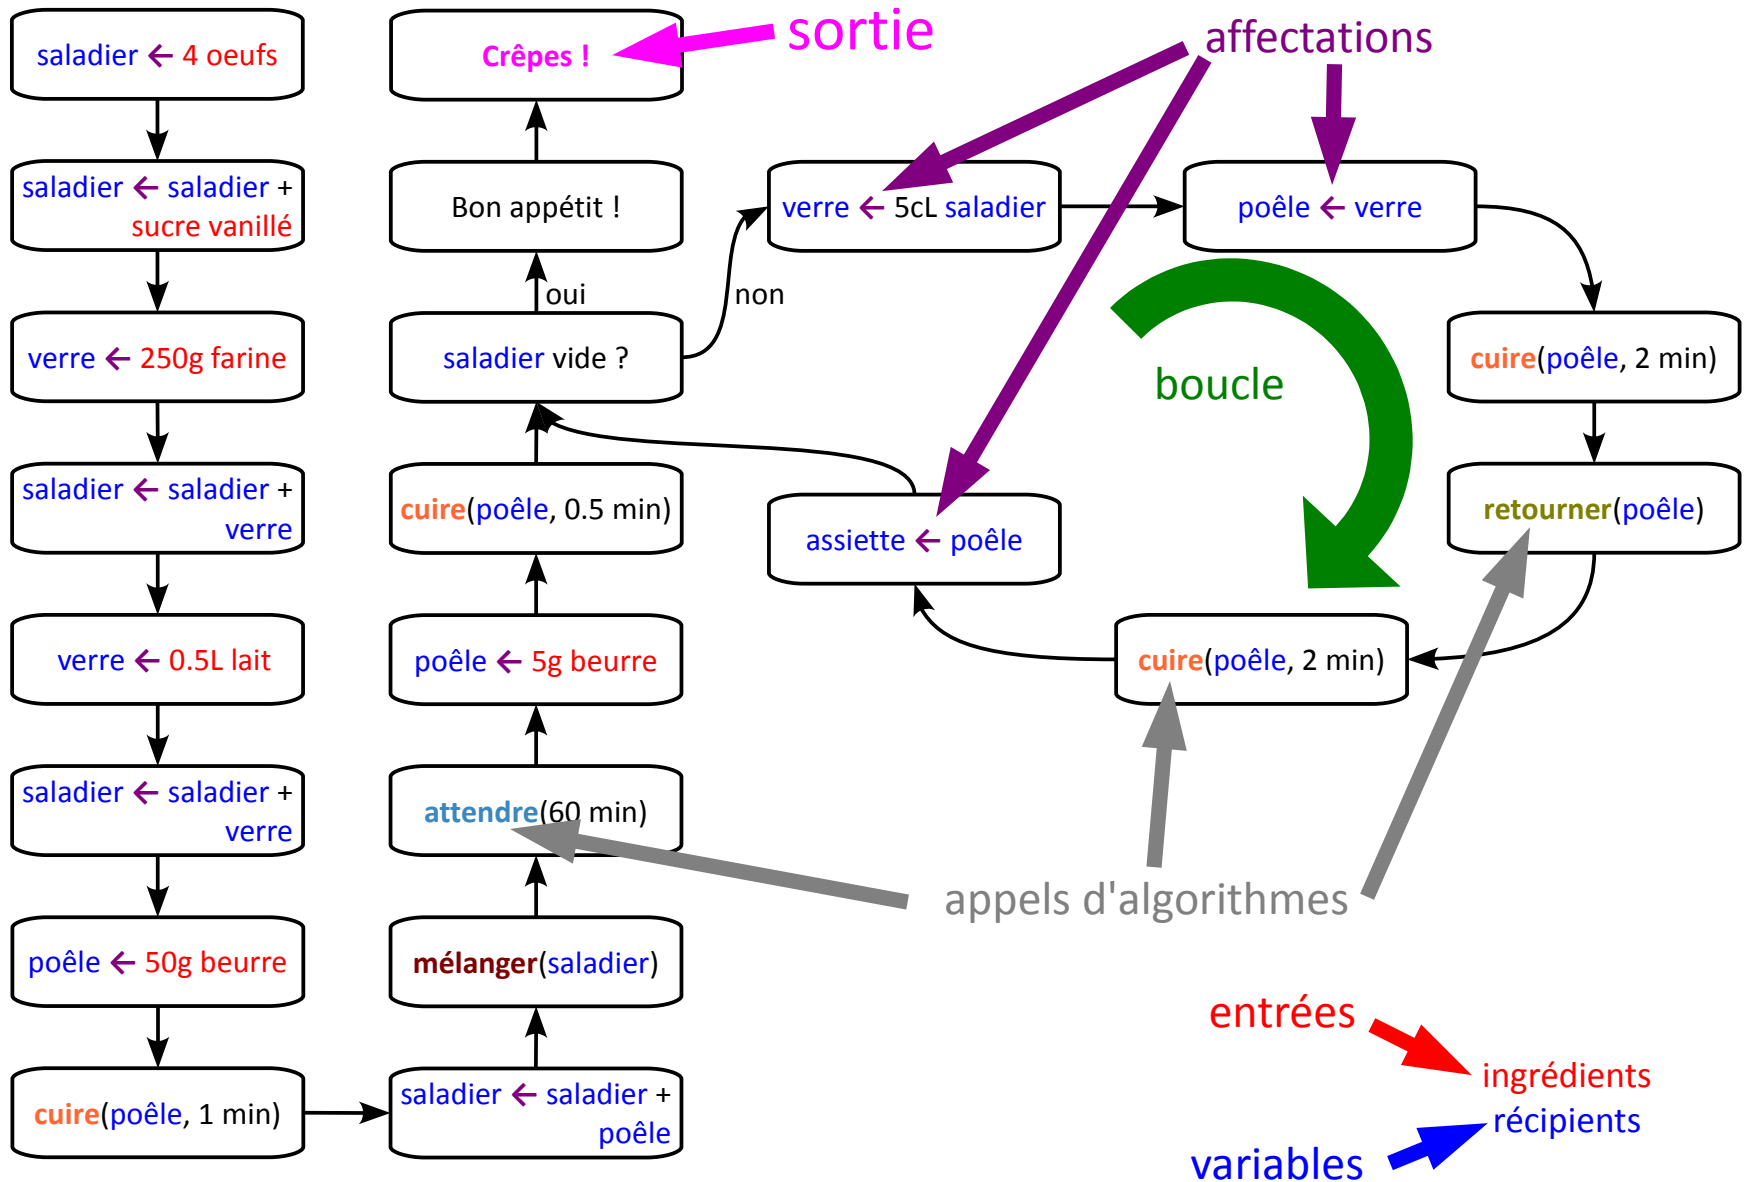 saladier ← 4 oeufs
saladier ← saladier +
sucre vanillé
verre ← 250g farine
saladier ← saladier +
verre
verre ← 0.5L lait
saladier ← saladier +
verre
poêle ← 50g beurre
cuire(poêle, 1 min)
saladier ← saladier +
poêle
mélanger(saladier)
attendre(60 min)
poêle ← 5g beurre
cuire(poêle, 0.5 min)
saladier vide ?
oui
non
Bon appétit !
Crêpes !
sortie
verre ← 5cL saladier
poêle ← verre
cuire(poêle, 2 min)
retourner(poêle)
cuire(poêle, 2 min)
assiette ← poêle
affectations
boucle
appels d'algorithmes
entrées
ingrédients
récipients
variables